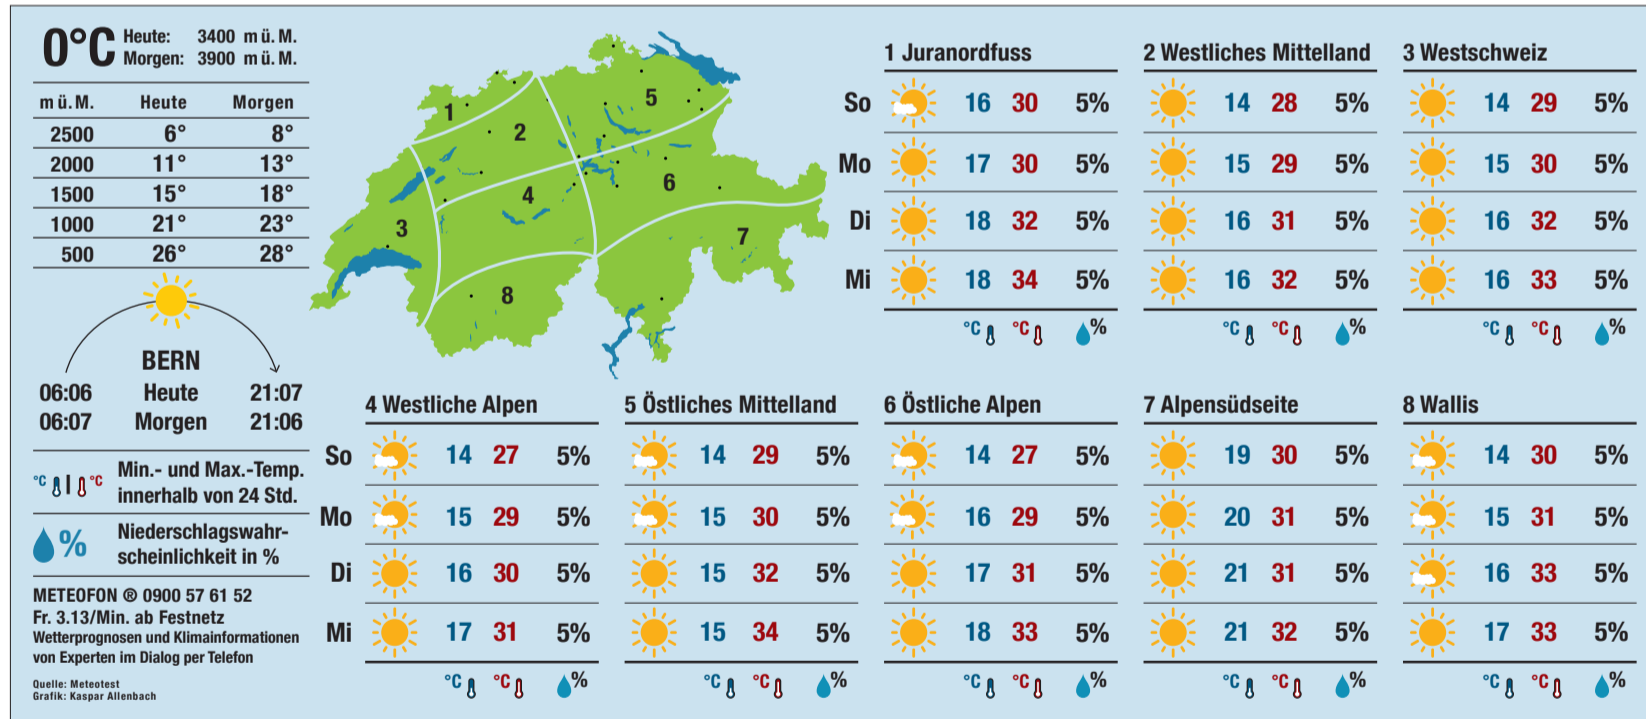 0°C
Heute: 3400 m ü. M.
Morgen: 3900 m ü. M.
m ü. M. Heute Morgen
2500 6° 8°
2000 11° 13°
1500 15° 18°
1000 21° 23°
500 26° 28°
BERN
06:06 Heute 21:07
06:07 Morgen 21:06
°C | °C Min.- und Max.-Temp.
innerhalb von 24 Std.
% Niederschlagswahr-
scheinlichkeit in %
METEOFON ® 0900 57 61 52
Fr. 3.13/Min. ab Festnetz
Wetterprognosen und Klimainformationen
von Experten im Dialog per Telefon
Quelle: Meteotest
Grafik: Kaspar Allenbach
1
2
5
4
6
3
7
8
1 Juranordfuss 2 Westliches Mittelland 3 Westschweiz
So 16 30 5% 14 28 5% 14 29 5%
Mo 17 30 5% 15 29 5% 15 30 5%
Di 18 32 5% 16 31 5% 16 32 5%
Mi 18 34 5% 16 32 5% 16 33 5%
°C °C % °C °C % °C °C %
4 Westliche Alpen 5 Östliches Mittelland 6 Östliche Alpen 7 Alpensüdseite 8 Wallis
So 14 27 5% 14 29 5% 14 27 5% 19 30 5% 14 30 5%
Mo 15 29 5% 15 30 5% 16 29 5% 20 31 5% 15 31 5%
Di 16 30 5% 15 32 5% 17 31 5% 21 31 5% 16 33 5%
Mi 17 31 5% 15 34 5% 18 33 5% 21 32 5% 17 33 5%
°C °C % °C °C % °C °C % °C °C % °C °C %